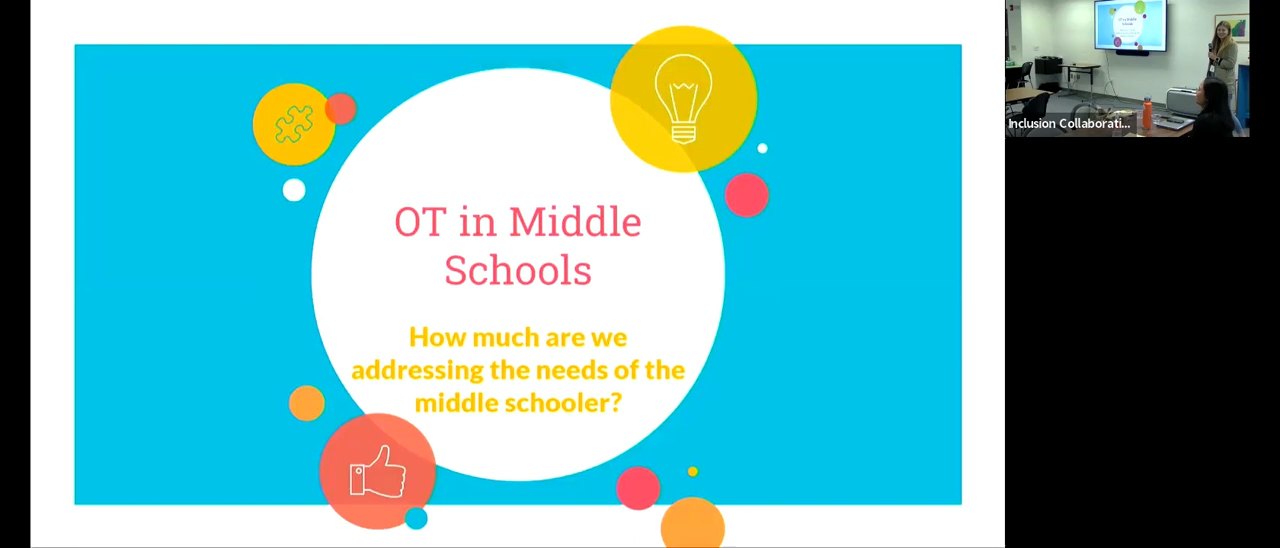 OT in Middle
Schools
How much are we
addressing the needs of the
middle schooler?
Inclusion Collaborati...